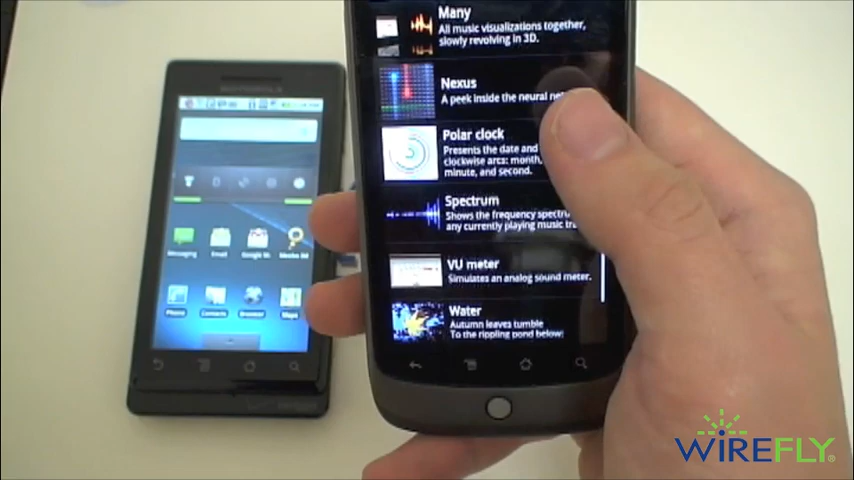 Many
All music visualizations together,
slowly revolving in 3D.
Nexus
A peek inside the neural
Polar clock
Presents the date and
clockwise arcs: month,
minute, and second.
Spectrum
Shows the frequency
any currently playing music
VU meter
Simulates an analog sound meter.
Water
Autumn leaves tumble
To the rippling pond below:
MOTOROLA
Messaging
Email
Phone
Contacts
Browser
Maps
WIREFLY